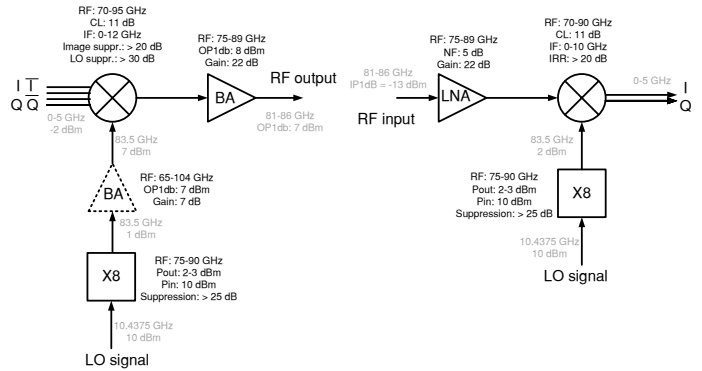 RF: 70-95 GHz
CL: 11 dB
IF: 0-12 GHz
Image suppr.: > 20 dB
LO suppr.: > 30 dB
RF: 75-89 GHz
OP1db: 8 dBm
Gain: 22 dB
I I
Q Q
0-5 GHz
-2 dBm
BA
RF output
81-86 GHz
OP1db: 7 dBm
83.5 GHz
7 dBm
BA
RF: 65-104 GHz
OP1db: 7 dBm
Gain: 7 dB
83.5 GHz
1 dBm
X8
RF: 75-90 GHz
Pout: 2-3 dBm
Pin: 10 dBm
Suppression: > 25 dB
10.4375 GHz
10 dBm
LO signal
RF: 75-89 GHz
NF: 5 dB
Gain: 22 dB
RF: 70-90 GHz
CL: 11 dB
IF: 0-10 GHz
IRR: > 20 dB
81-86 GHz
IP1dB = -13 dBm
RF input
LNA
0-5 GHz
I
Q
83.5 GHz
2 dBm
RF: 75-90 GHz
Pout: 2-3 dBm
Pin: 10 dBm
Suppression: > 25 dB
X8
10.4375 GHz
10 dBm
LO signal